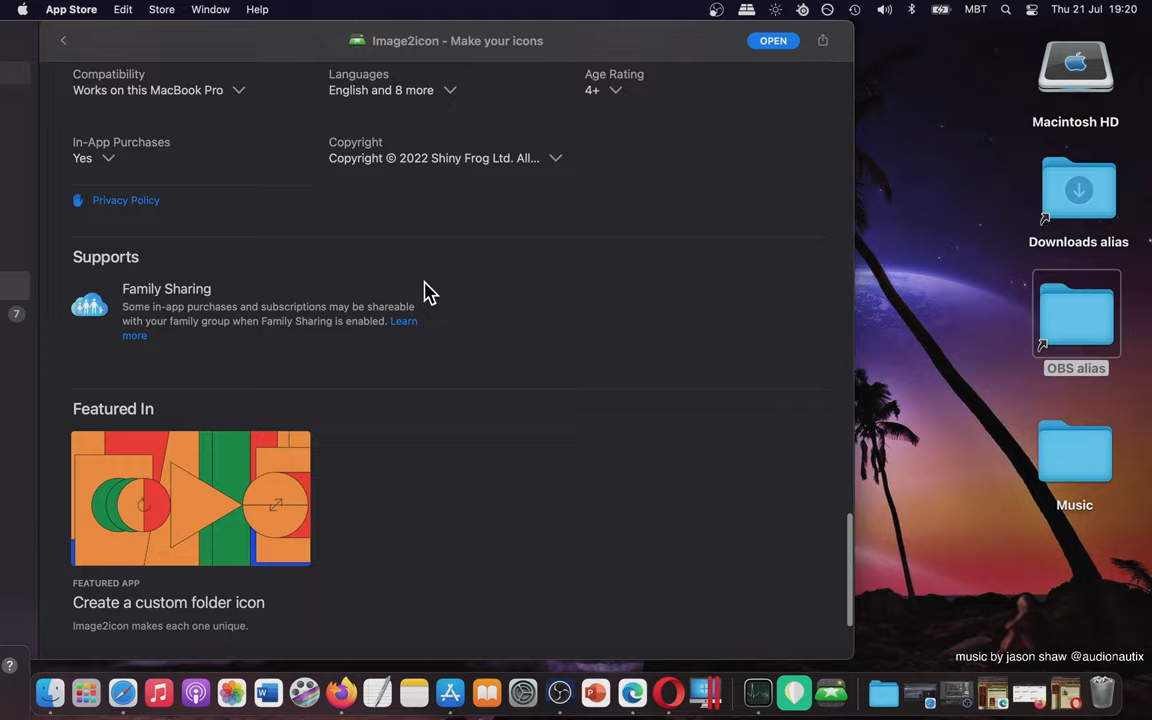 App Store Edit Store Window Help MBT Thu 21 Jul 19:20
Image2icon - Make your icons OPEN
Compatibility Languages Age Rating
Works on this MacBook Pro English and 8 more 4+
In-App Purchases Copyright
Yes Copyright © 2022 Shiny Frog Ltd. All...
Privacy Policy
Supports
Family Sharing
Some in-app purchases and subscriptions may be shareable
with your family group when Family Sharing is enabled. Learn
more
7
Featured In
FEATURED APP
Create a custom folder icon
Image2icon makes each one unique.
?
Macintosh HD
Downloads alias
OBS alias
Music
music by jason shaw @audionautix